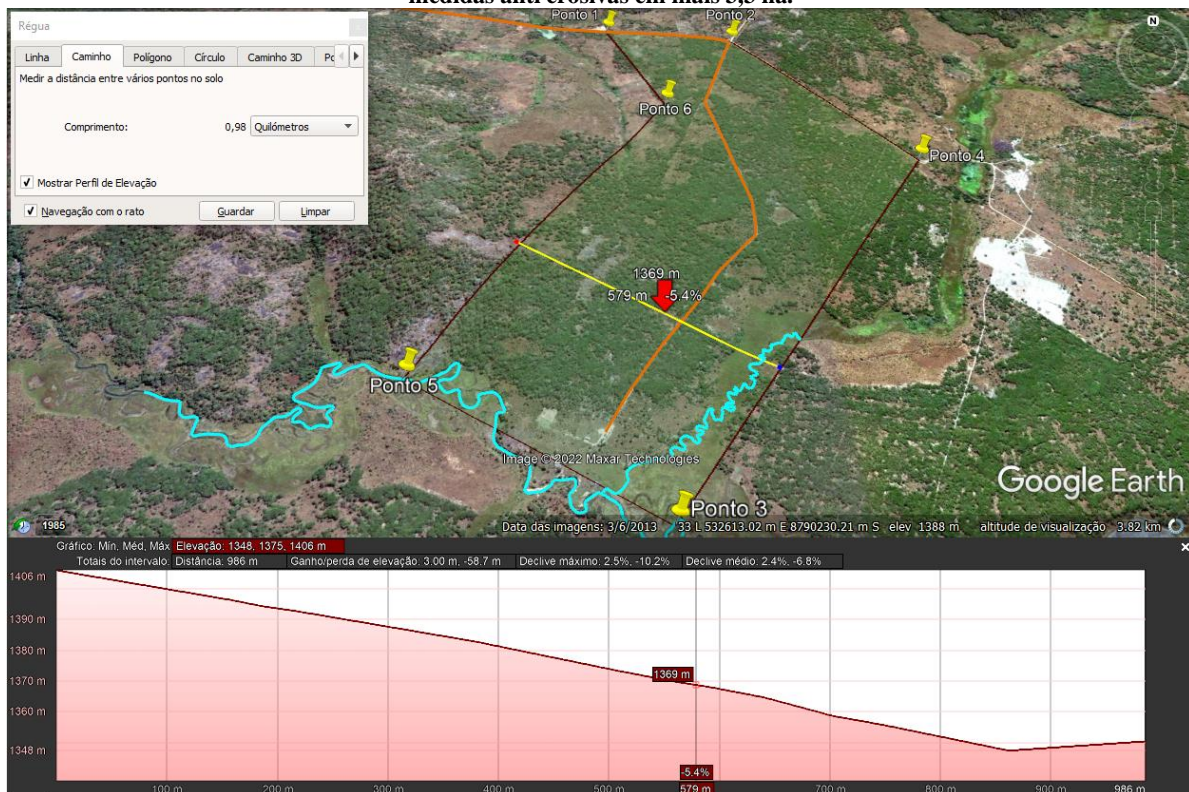 medidas anti erosivas em mais 3,5 ha.
Régua
Linha Caminho Polígono Círculo Caminho 3D
Medir a distância entre vários pontos no solo
Comprimento: 0,98 Quilómetros
Mostrar Perfil de Elevação
Navegação com o rato Guardar Limpar
Ponto 1 Ponto 2
N
Ponto 6
Ponto 4
1369 m
579 m -5.4%
Ponto 5
Image © 2022 Maxar Technologies
Google Earth
Ponto 3
1985 Data das imagens: 3/6/2013 33 L 532613.02 m E 8790230.21 m S elev 1388 m altitude de visualização 3.82 km
Gráfico: Mín, Méd, Máx Elevação: 1348, 1375, 1406 m
Totais do intervalo: Distância: 986 m Ganho/perda de elevação: 3.00 m, -58.7 m Declive máximo: 2.5%, -10.2% Declive médio: 2.4%, -6.8%
1406 m
1390 m
1380 m
1369 m
1370 m
1360 m
1348 m
-5.4%
100 m 200 m 300 m 400 m 500 m 579 m 700 m 800 m 900 m 986 m